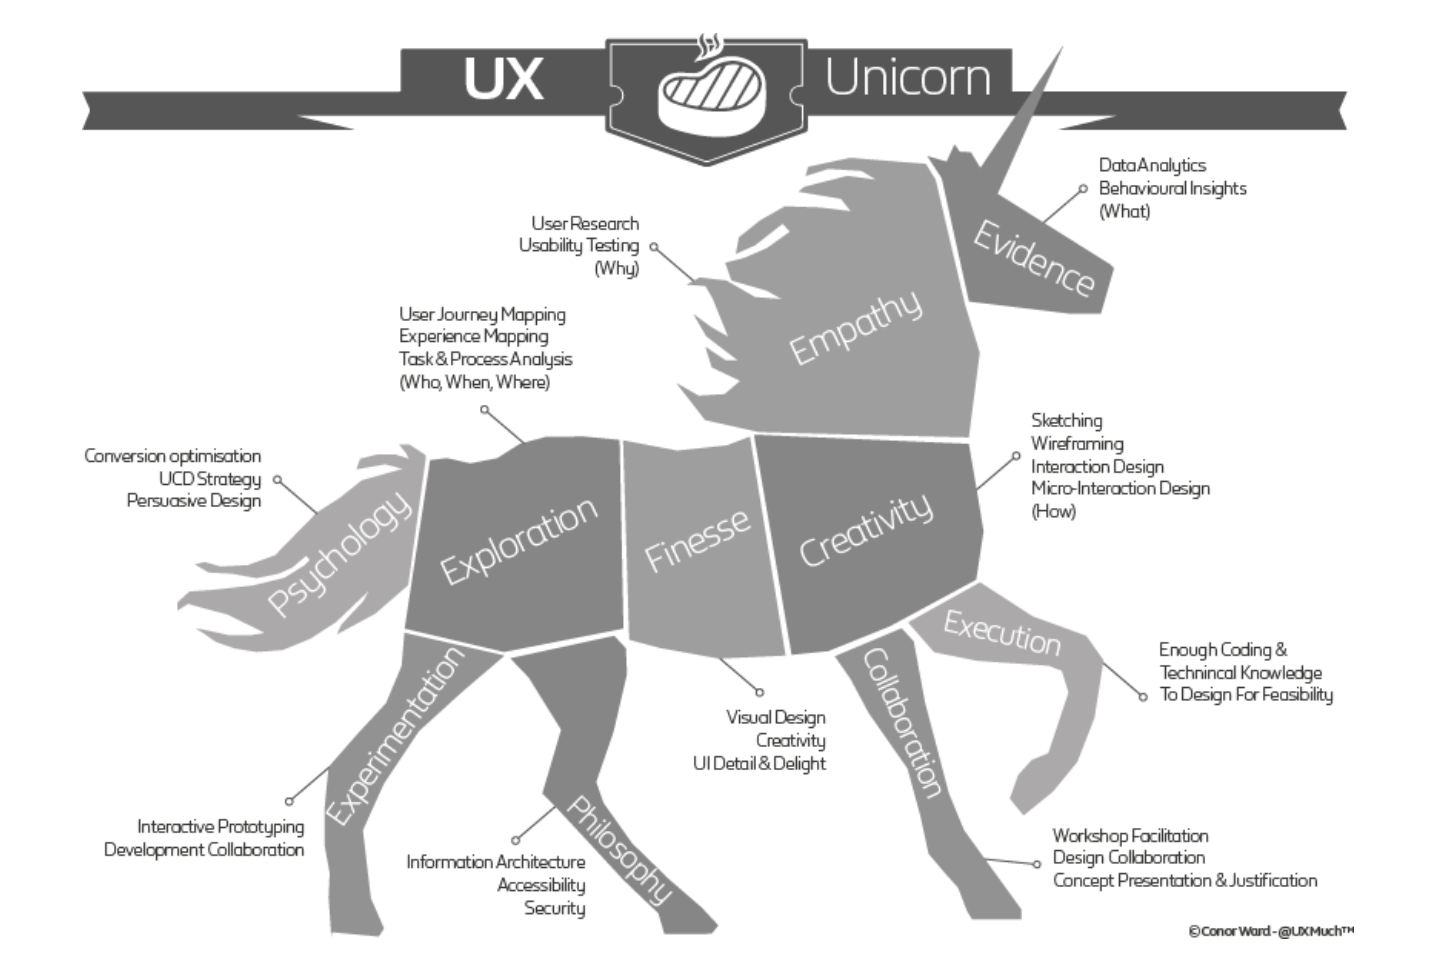 UX Unicorn
Data Analytics
Behavioural Insights
(What)
Evidence
User Research
Usability Testing
(Why)
Empathy
User Journey Mapping
Experience Mapping
Task & Process Analysis
(Who, When, Where)
Sketching
Wireframing
Interaction Design
Micro-Interaction Design
(How)
Conversion optimisation
UCD Strategy
Persuasive Design
Psychology
Exploration
Finesse
Creativity
Execution
Enough Coding &
Technincal Knowledge
To Design For Feasibility
Experimentation
Collaboration
Visual Design
Creativity
UI Detail & Delight
Philosophy
Interactive Prototyping
Development Collaboration
Information Architecture
Accessibility
Security
Workshop Facilitation
Design Collaboration
Concept Presentation & Justification
©Conor Ward - @UXMuch™